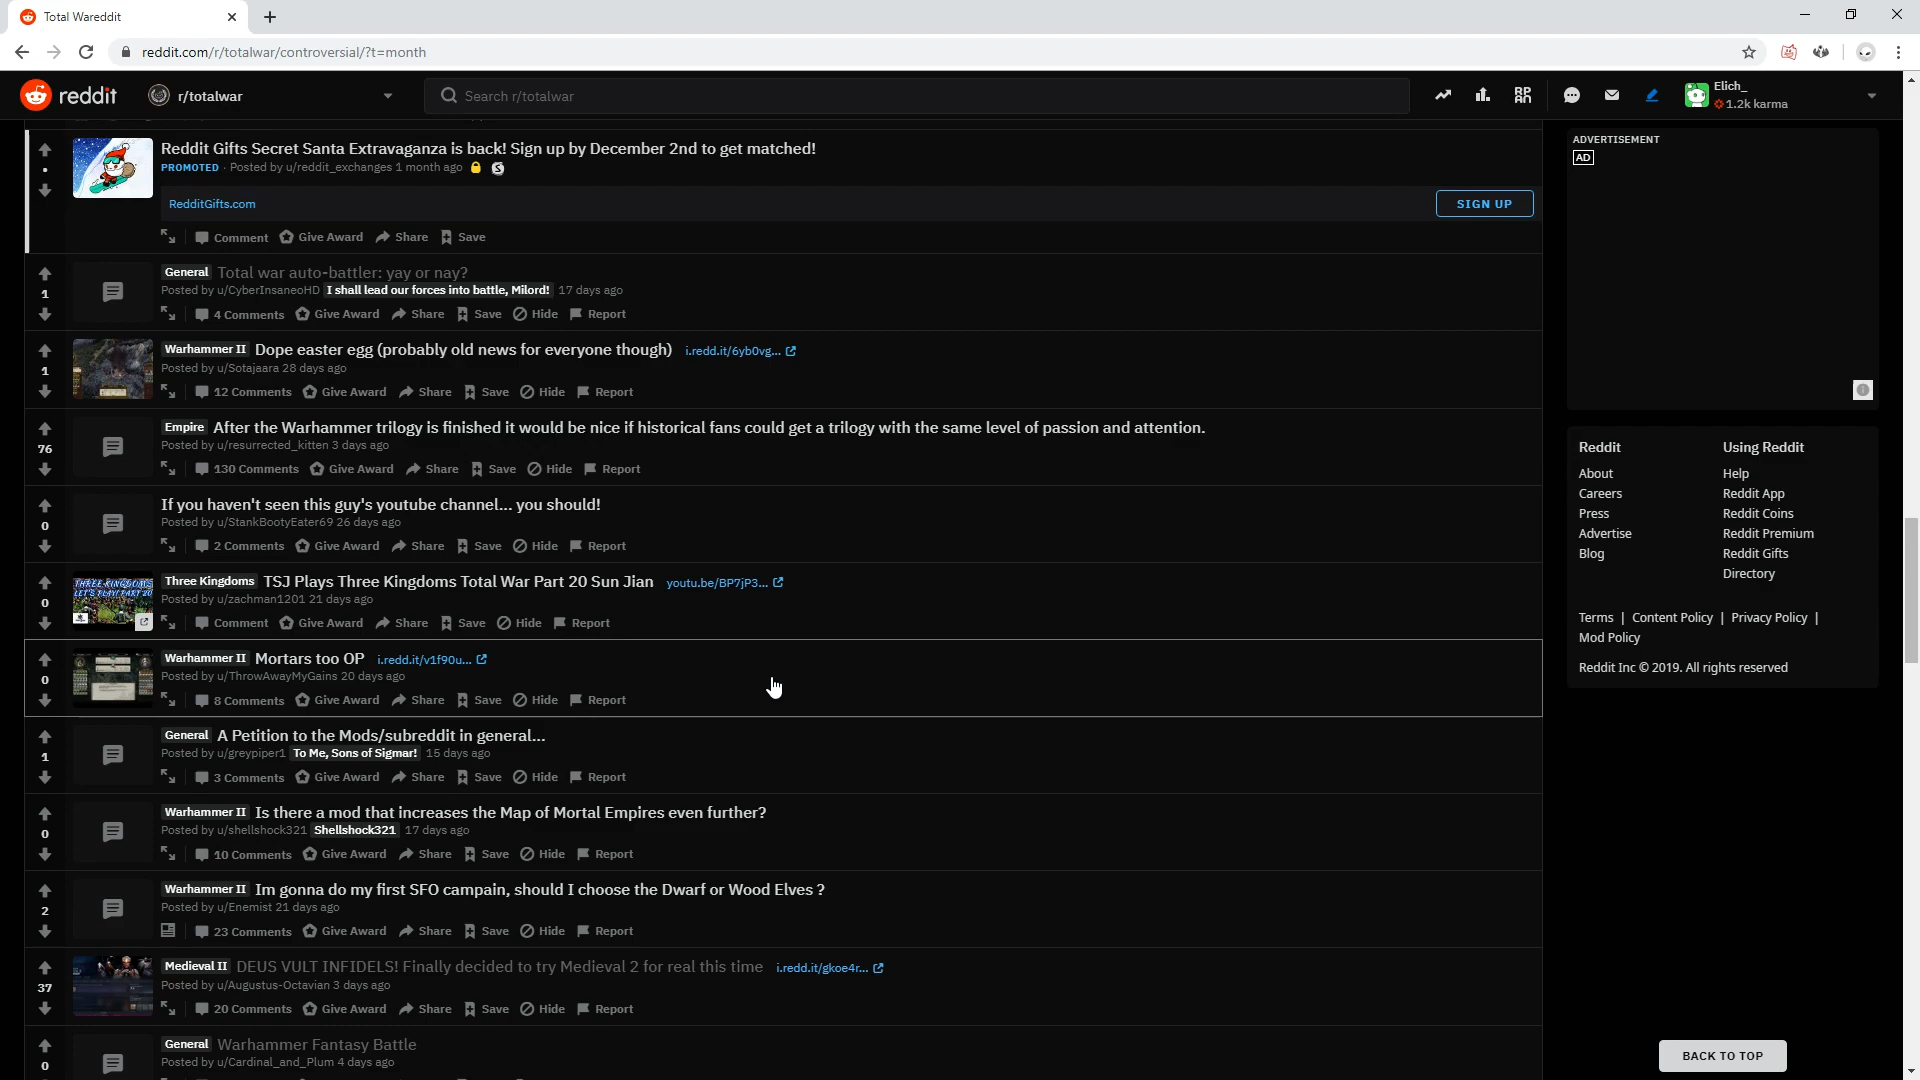 Total Wareddit
reddit.com/r/totalwar/controversial/?t=month
reddit
r/totalwar
Search r/totalwar
RP
AN
Elich_
1.2k karma
Reddit Gifts Secret Santa Extravaganza is back! Sign up by December 2nd to get matched!
PROMOTED · Posted by u/reddit_exchanges 1 month ago
RedditGifts.com
SIGN UP
Comment Give Award Share Save
General Total war auto-battler: yay or nay?
1
Posted by u/CyberInsaneoHD I shall lead our forces into battle, Milord! 17 days ago
4 Comments Give Award Share Save Hide Report
Warhammer II Dope easter egg (probably old news for everyone though) i.redd.it/6yb0vg...
1
Posted by u/Sotajaara 28 days ago
12 Comments Give Award Share Save Hide Report
Empire After the Warhammer trilogy is finished it would be nice if historical fans could get a trilogy with the same level of passion and attention.
76
Posted by u/resurrected_kitten 3 days ago
130 Comments Give Award Share Save Hide Report
If you haven't seen this guy's youtube channel... you should!
0
Posted by u/StankBootyEater69 26 days ago
2 Comments Give Award Share Save Hide Report
THREE KINGDOMS
LET'S PLAY! PART 20
Three Kingdoms TSJ Plays Three Kingdoms Total War Part 20 Sun Jian youtu.be/BP7jP3...
0
Posted by u/zachman1201 21 days ago
Comment Give Award Share Save Hide Report
Warhammer II Mortars too OP i.redd.it/v1f90u...
0
Posted by u/ThrowAwayMyGains 20 days ago
8 Comments Give Award Share Save Hide Report
General A Petition to the Mods/subreddit in general...
1
Posted by u/greypiper1 To Me, Sons of Sigmar! 15 days ago
3 Comments Give Award Share Save Hide Report
Warhammer II Is there a mod that increases the Map of Mortal Empires even further?
0
Posted by u/shellshock321 Shellshock321 17 days ago
10 Comments Give Award Share Save Hide Report
Warhammer II Im gonna do my first SFO campain, should I choose the Dwarf or Wood Elves ?
2
Posted by u/Enemist 21 days ago
23 Comments Give Award Share Save Hide Report
Medieval II DEUS VULT INFIDELS! Finally decided to try Medieval 2 for real this time i.redd.it/gkoe4r...
37
Posted by u/Augustus-Octavian 3 days ago
20 Comments Give Award Share Save Hide Report
General Warhammer Fantasy Battle
0
Posted by u/Cardinal_and_Plum 4 days ago
ADVERTISEMENT
AD
Reddit Using Reddit
About Help
Careers Reddit App
Press Reddit Coins
Advertise Reddit Premium
Blog Reddit Gifts
Directory
Terms | Content Policy | Privacy Policy |
Mod Policy
Reddit Inc © 2019. All rights reserved
BACK TO TOP